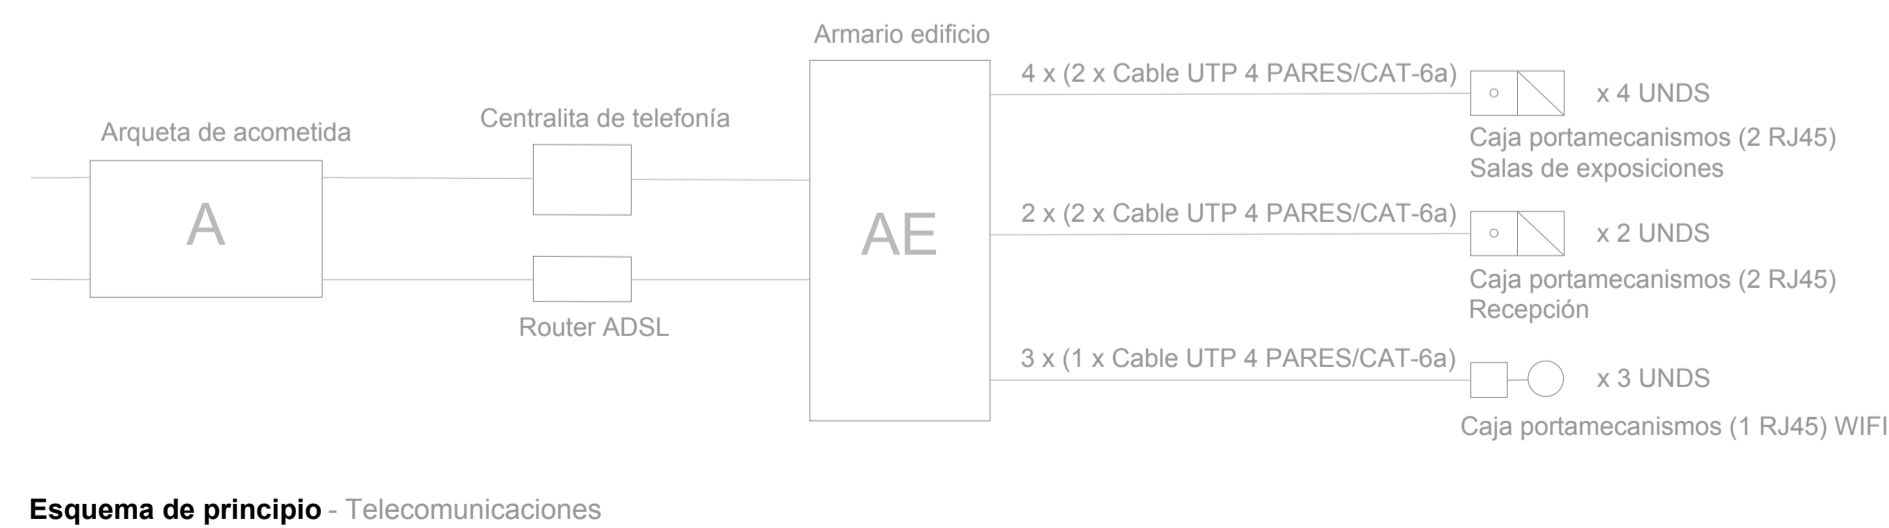 Armario edificio
4 x (2 x Cable UTP 4 PARES/CAT-6a)
x 4 UNDS
Caja portamecanismos (2 RJ45)
Salas de exposiciones
Arqueta de acometida
Centralita de telefonía
A
AE
2 x (2 x Cable UTP 4 PARES/CAT-6a)
x 2 UNDS
Caja portamecanismos (2 RJ45)
Recepción
Router ADSL
3 x (1 x Cable UTP 4 PARES/CAT-6a)
x 3 UNDS
Caja portamecanismos (1 RJ45) WIFI
Esquema de principio - Telecomunicaciones